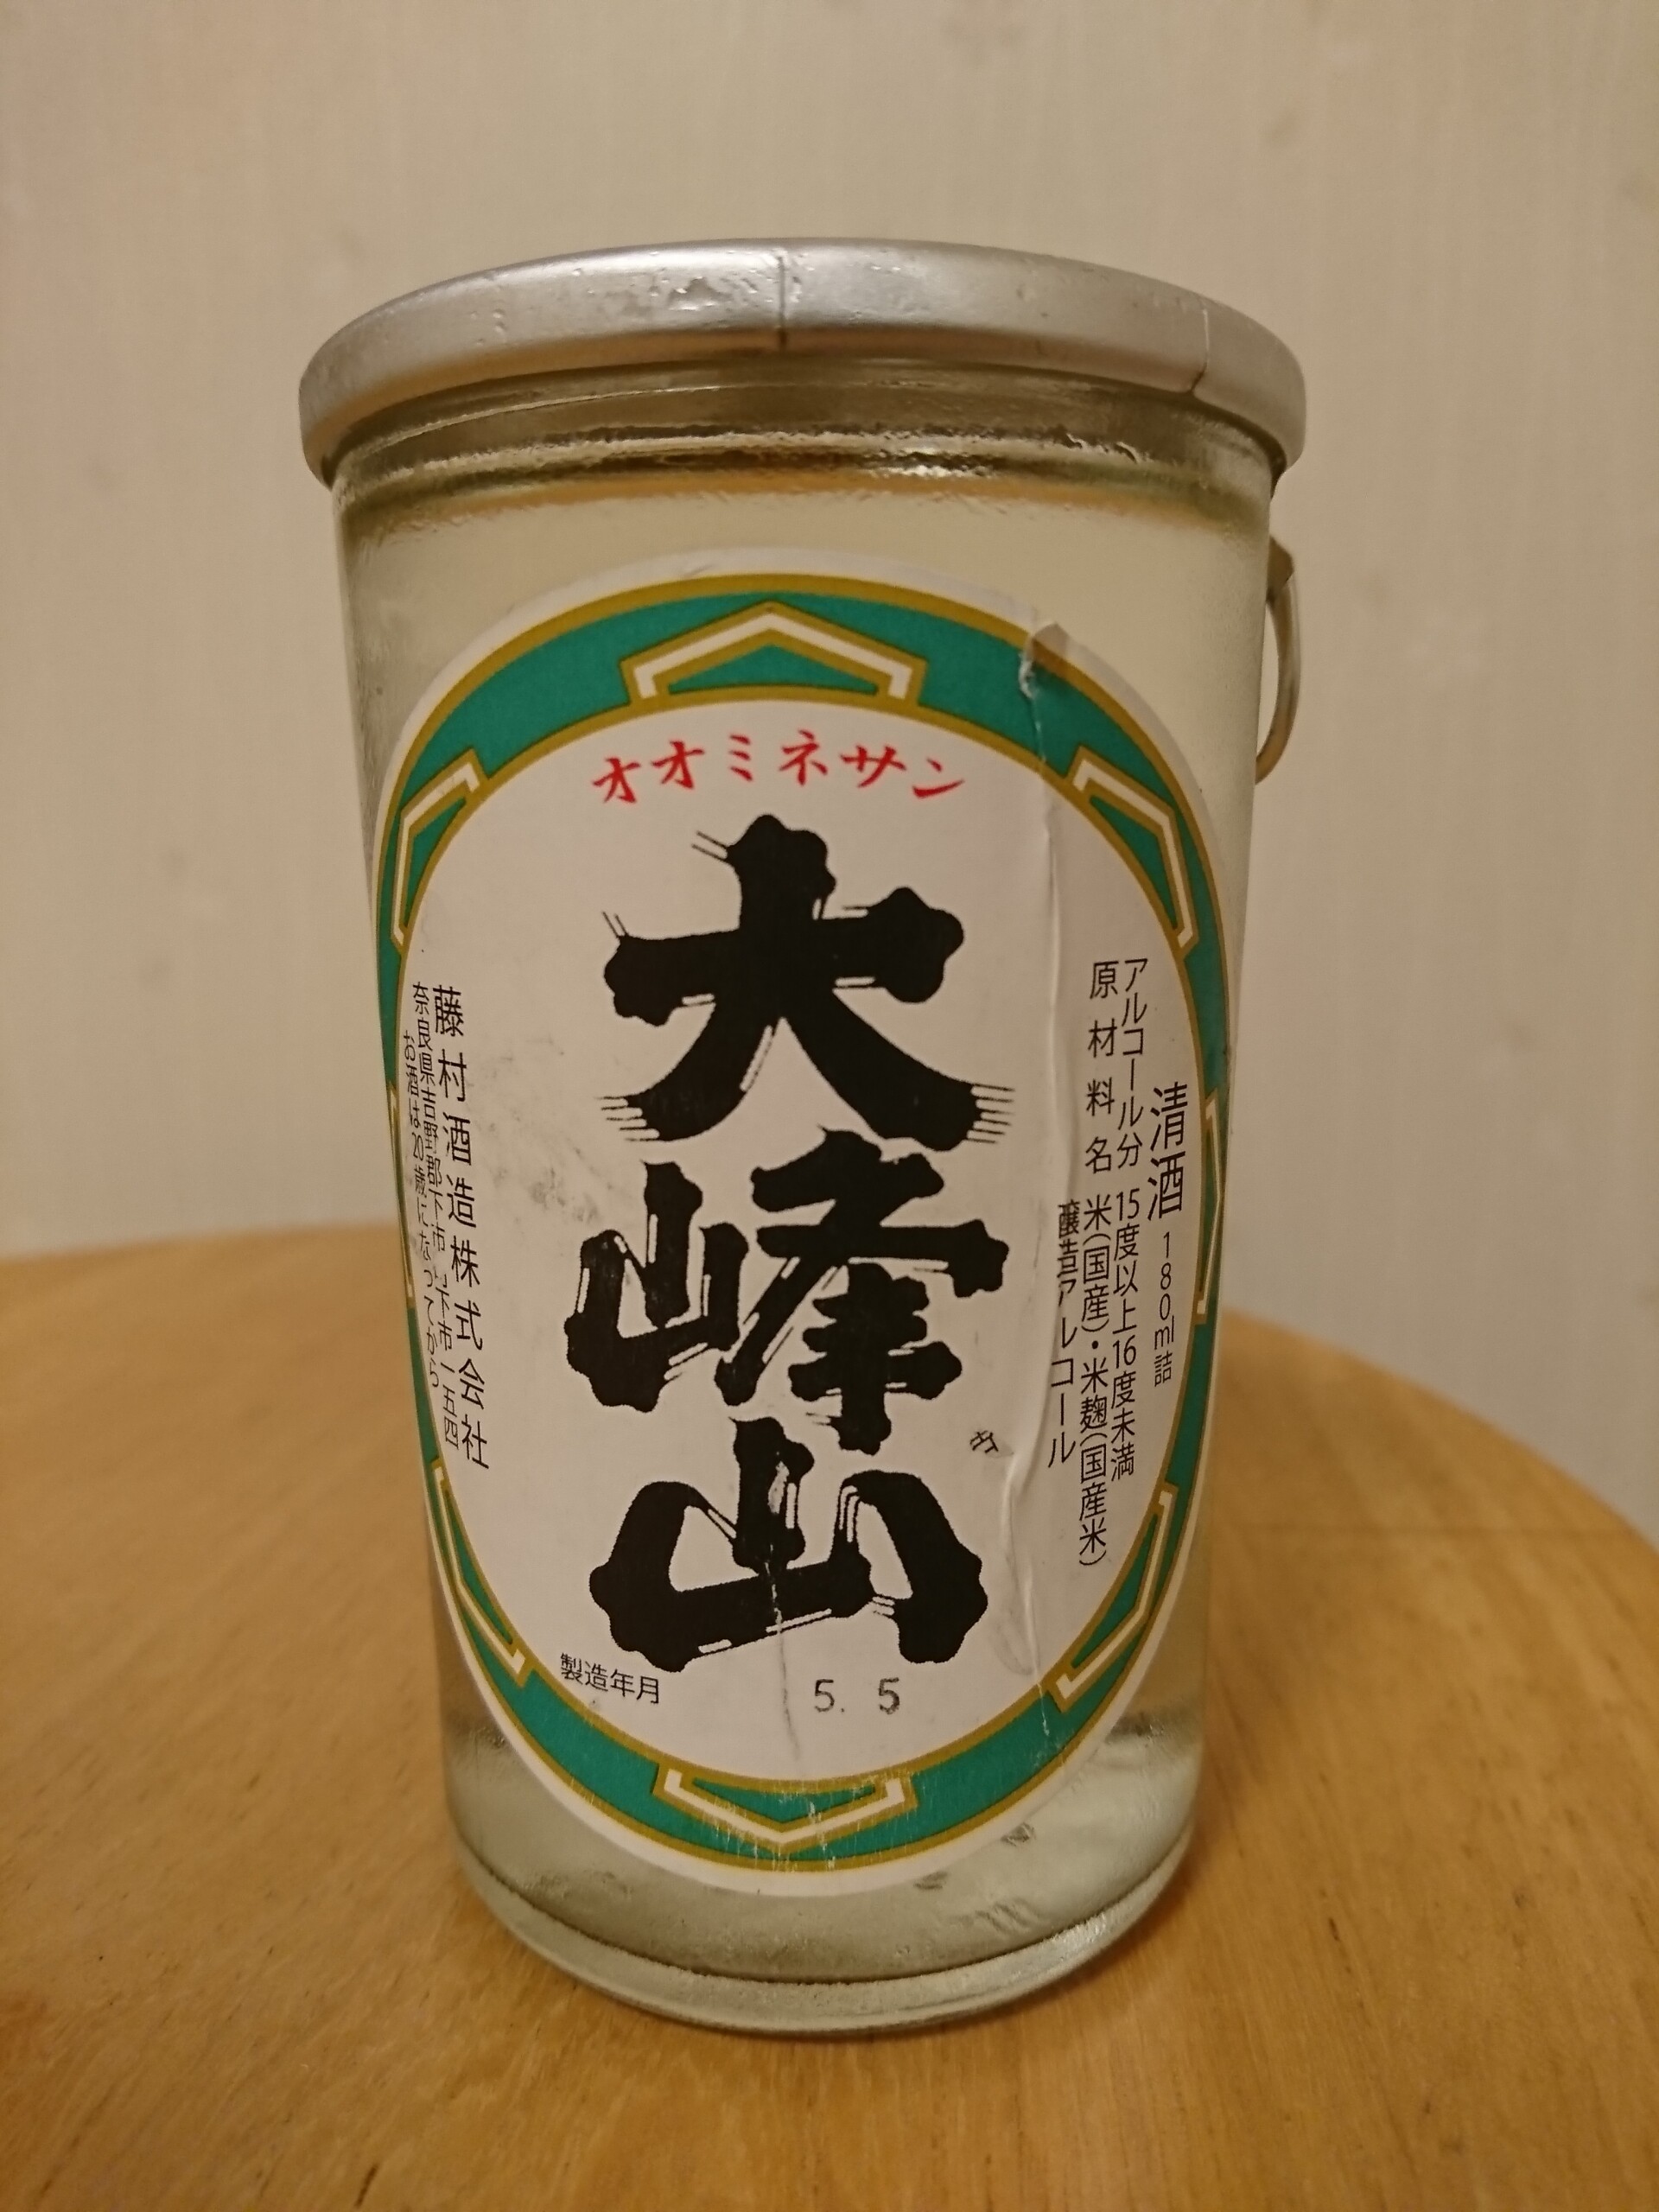 オオミネサン
大峰山
清酒 180ml詰
アルコール分 15度以上16度未満
原材料名 米(国産)・米麹(国産米)
醸造アルコール
藤村酒造株式会社
奈良県吉野郡下市町下市一五四
お酒は20歳になってから
製造年月 5. 5